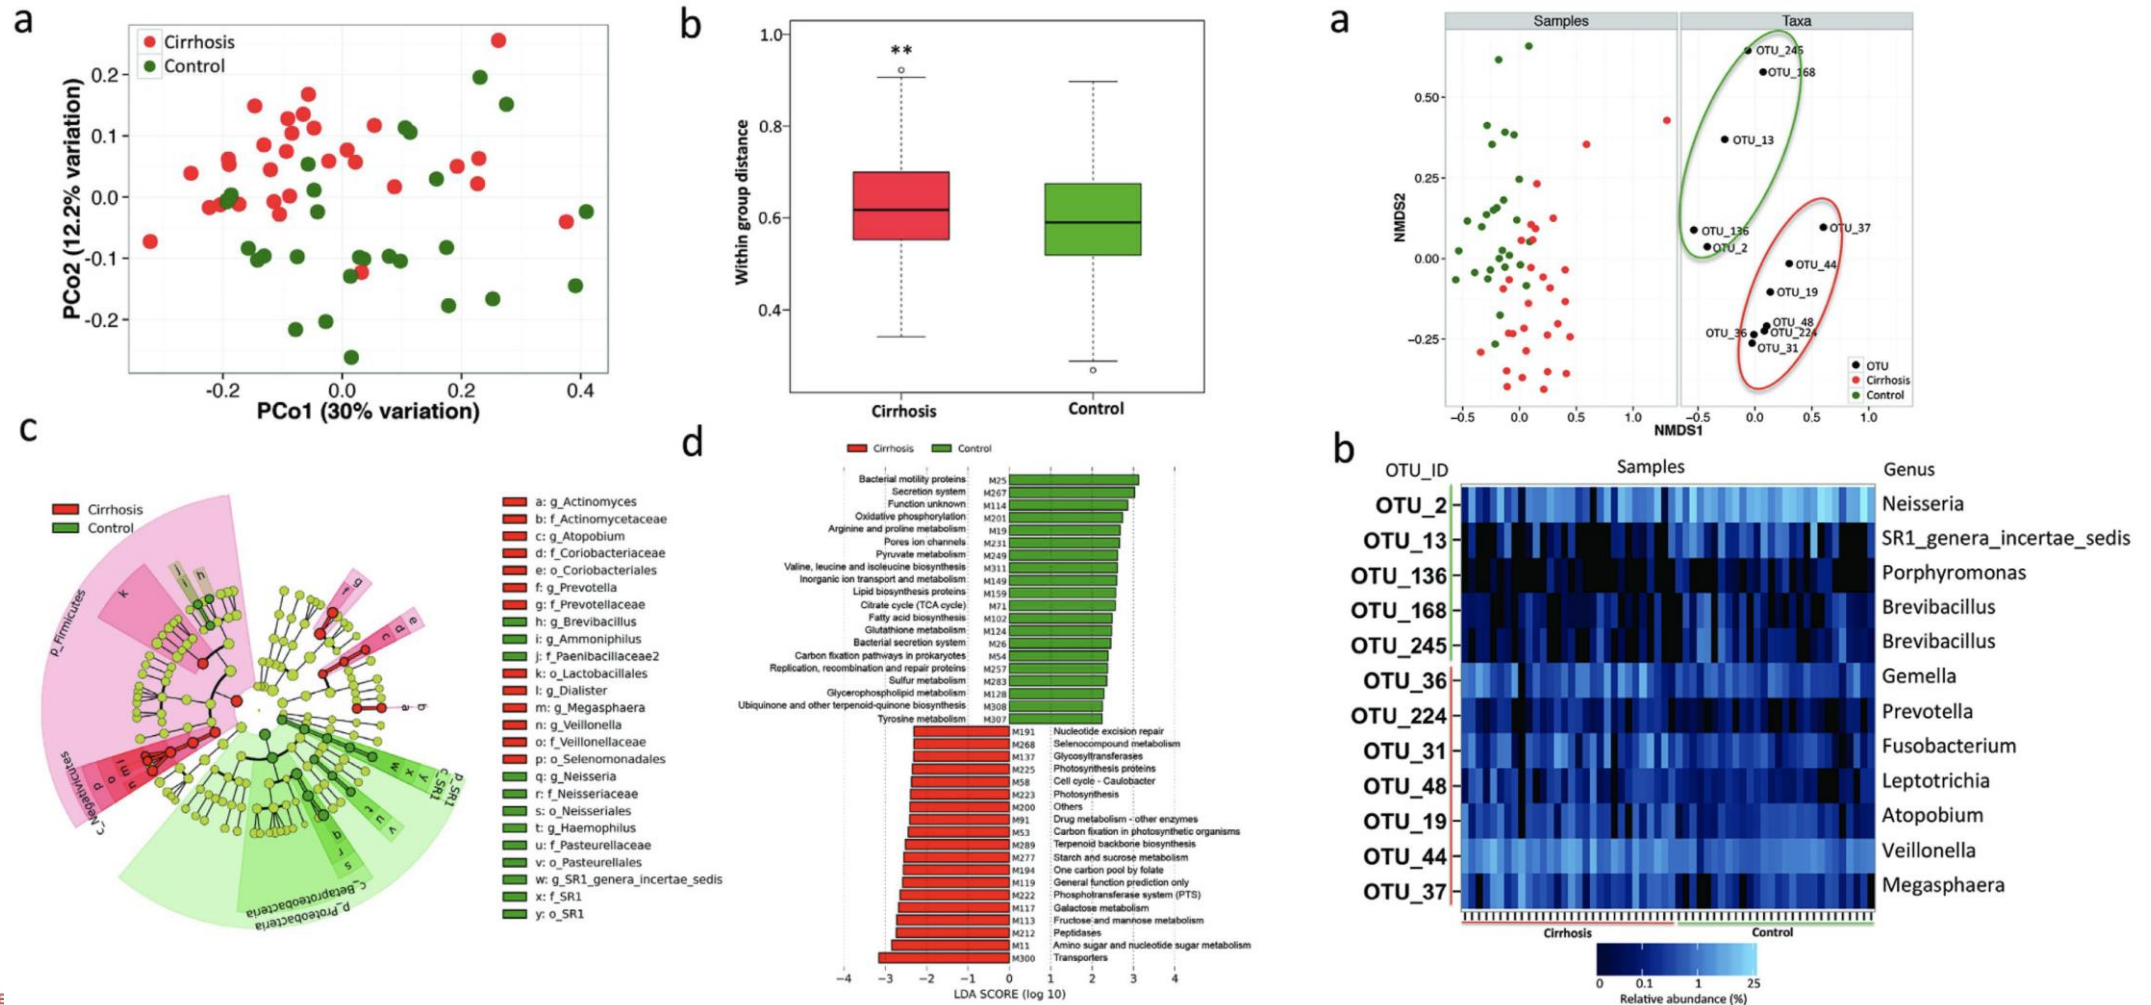 a
Cirrhosis
Control
0.2
0.1
0.0
-0.1
-0.2
-0.2
0.0
0.2
0.4
PCo2 (12.2% variation)
PCo1 (30% variation)
b
**
1.0
0.8
0.6
0.4
Within group distance
Cirrhosis
Control
c
Cirrhosis
Control
p_Firmicutes
c_Negativicutes
p_Proteobacteria
c_Betaproteobacteria
c_SR1
p_SR1
k
j
i
h
g
f
e
d
c
b
a
p
o
n
m
l
s
r
q
v
u
t
y
x
w
a: g_Actinomyces
b: f_Actinomycetaceae
c: g_Atopobium
d: f_Coriobacteriaceae
e: o_Coriobacteriales
f: g_Prevotella
g: f_Prevotellaceae
h: g_Brevibacillus
i: g_Ammoniphilus
j: f_Paenibacillaceae2
k: o_Lactobacillales
l: g_Dialister
m: g_Megasphaera
n: g_Veillonella
o: f_Veillonellaceae
p: o_Selenomonadales
q: g_Neisseria
r: f_Neisseriaceae
s: o_Neisseriales
t: g_Haemophilus
u: f_Pasteurellaceae
v: o_Pasteurellales
w: g_SR1_genera_incertae_sedis
x: f_SR1
y: o_SR1
d
Cirrhosis
Control
Bacterial motility proteins M25
Secretion system M267
Function unknown M114
Oxidative phosphorylation M201
Arginine and proline metabolism M19
Pores ion channels M231
Pyruvate metabolism M249
Valine, leucine and isoleucine biosynthesis M311
Inorganic ion transport and metabolism M149
Lipid biosynthesis proteins M159
Citrate cycle (TCA cycle) M71
Fatty acid biosynthesis M102
Glutathione metabolism M124
Bacterial secretion system M26
Carbon fixation pathways in prokaryotes M54
Replication, recombination and repair proteins M257
Sulfur metabolism M283
Glycerophospholipid metabolism M128
Ubiquinone and other terpenoid-quinone biosynthesis M308
Tyrosine metabolism M307
M191 Nucleotide excision repair
M268 Selenocompound metabolism
M137 Glycosyltransferases
M225 Photosynthesis proteins
M58 Cell cycle - Caulobacter
M223 Photosynthesis
M200 Others
M91 Drug metabolism - other enzymes
M53 Carbon fixation in photosynthetic organisms
M289 Terpenoid backbone biosynthesis
M277 Starch and sucrose metabolism
M194 One carbon pool by folate
M119 General function prediction only
M222 Phosphotransferase system (PTS)
M117 Galactose metabolism
M113 Fructose and mannose metabolism
M212 Peptidases
M11 Amino sugar and nucleotide sugar metabolism
M300 Transporters
−4 −3 −2 −1 0 1 2 3 4
LDA SCORE (log 10)
a
Samples
Taxa
0.50
0.25
0.00
−0.25
NMDS2
−0.5 0.0 0.5 1.0
−0.5 0.0 0.5 1.0
NMDS1
OTU_245
OTU_168
OTU_13
OTU_136
OTU_2
OTU_37
OTU_44
OTU_19
OTU_48
OTU_36
OTU_224
OTU_31
OTU
Cirrhosis
Control
b
OTU_ID Samples Genus
OTU_2 Neisseria
OTU_13 SR1_genera_incertae_sedis
OTU_136 Porphyromonas
OTU_168 Brevibacillus
OTU_245 Brevibacillus
OTU_36 Gemella
OTU_224 Prevotella
OTU_31 Fusobacterium
OTU_48 Leptotrichia
OTU_19 Atopobium
OTU_44 Veillonella
OTU_37 Megasphaera
Cirrhosis
Control
0 0.1 1 25
Relative abundance (%)